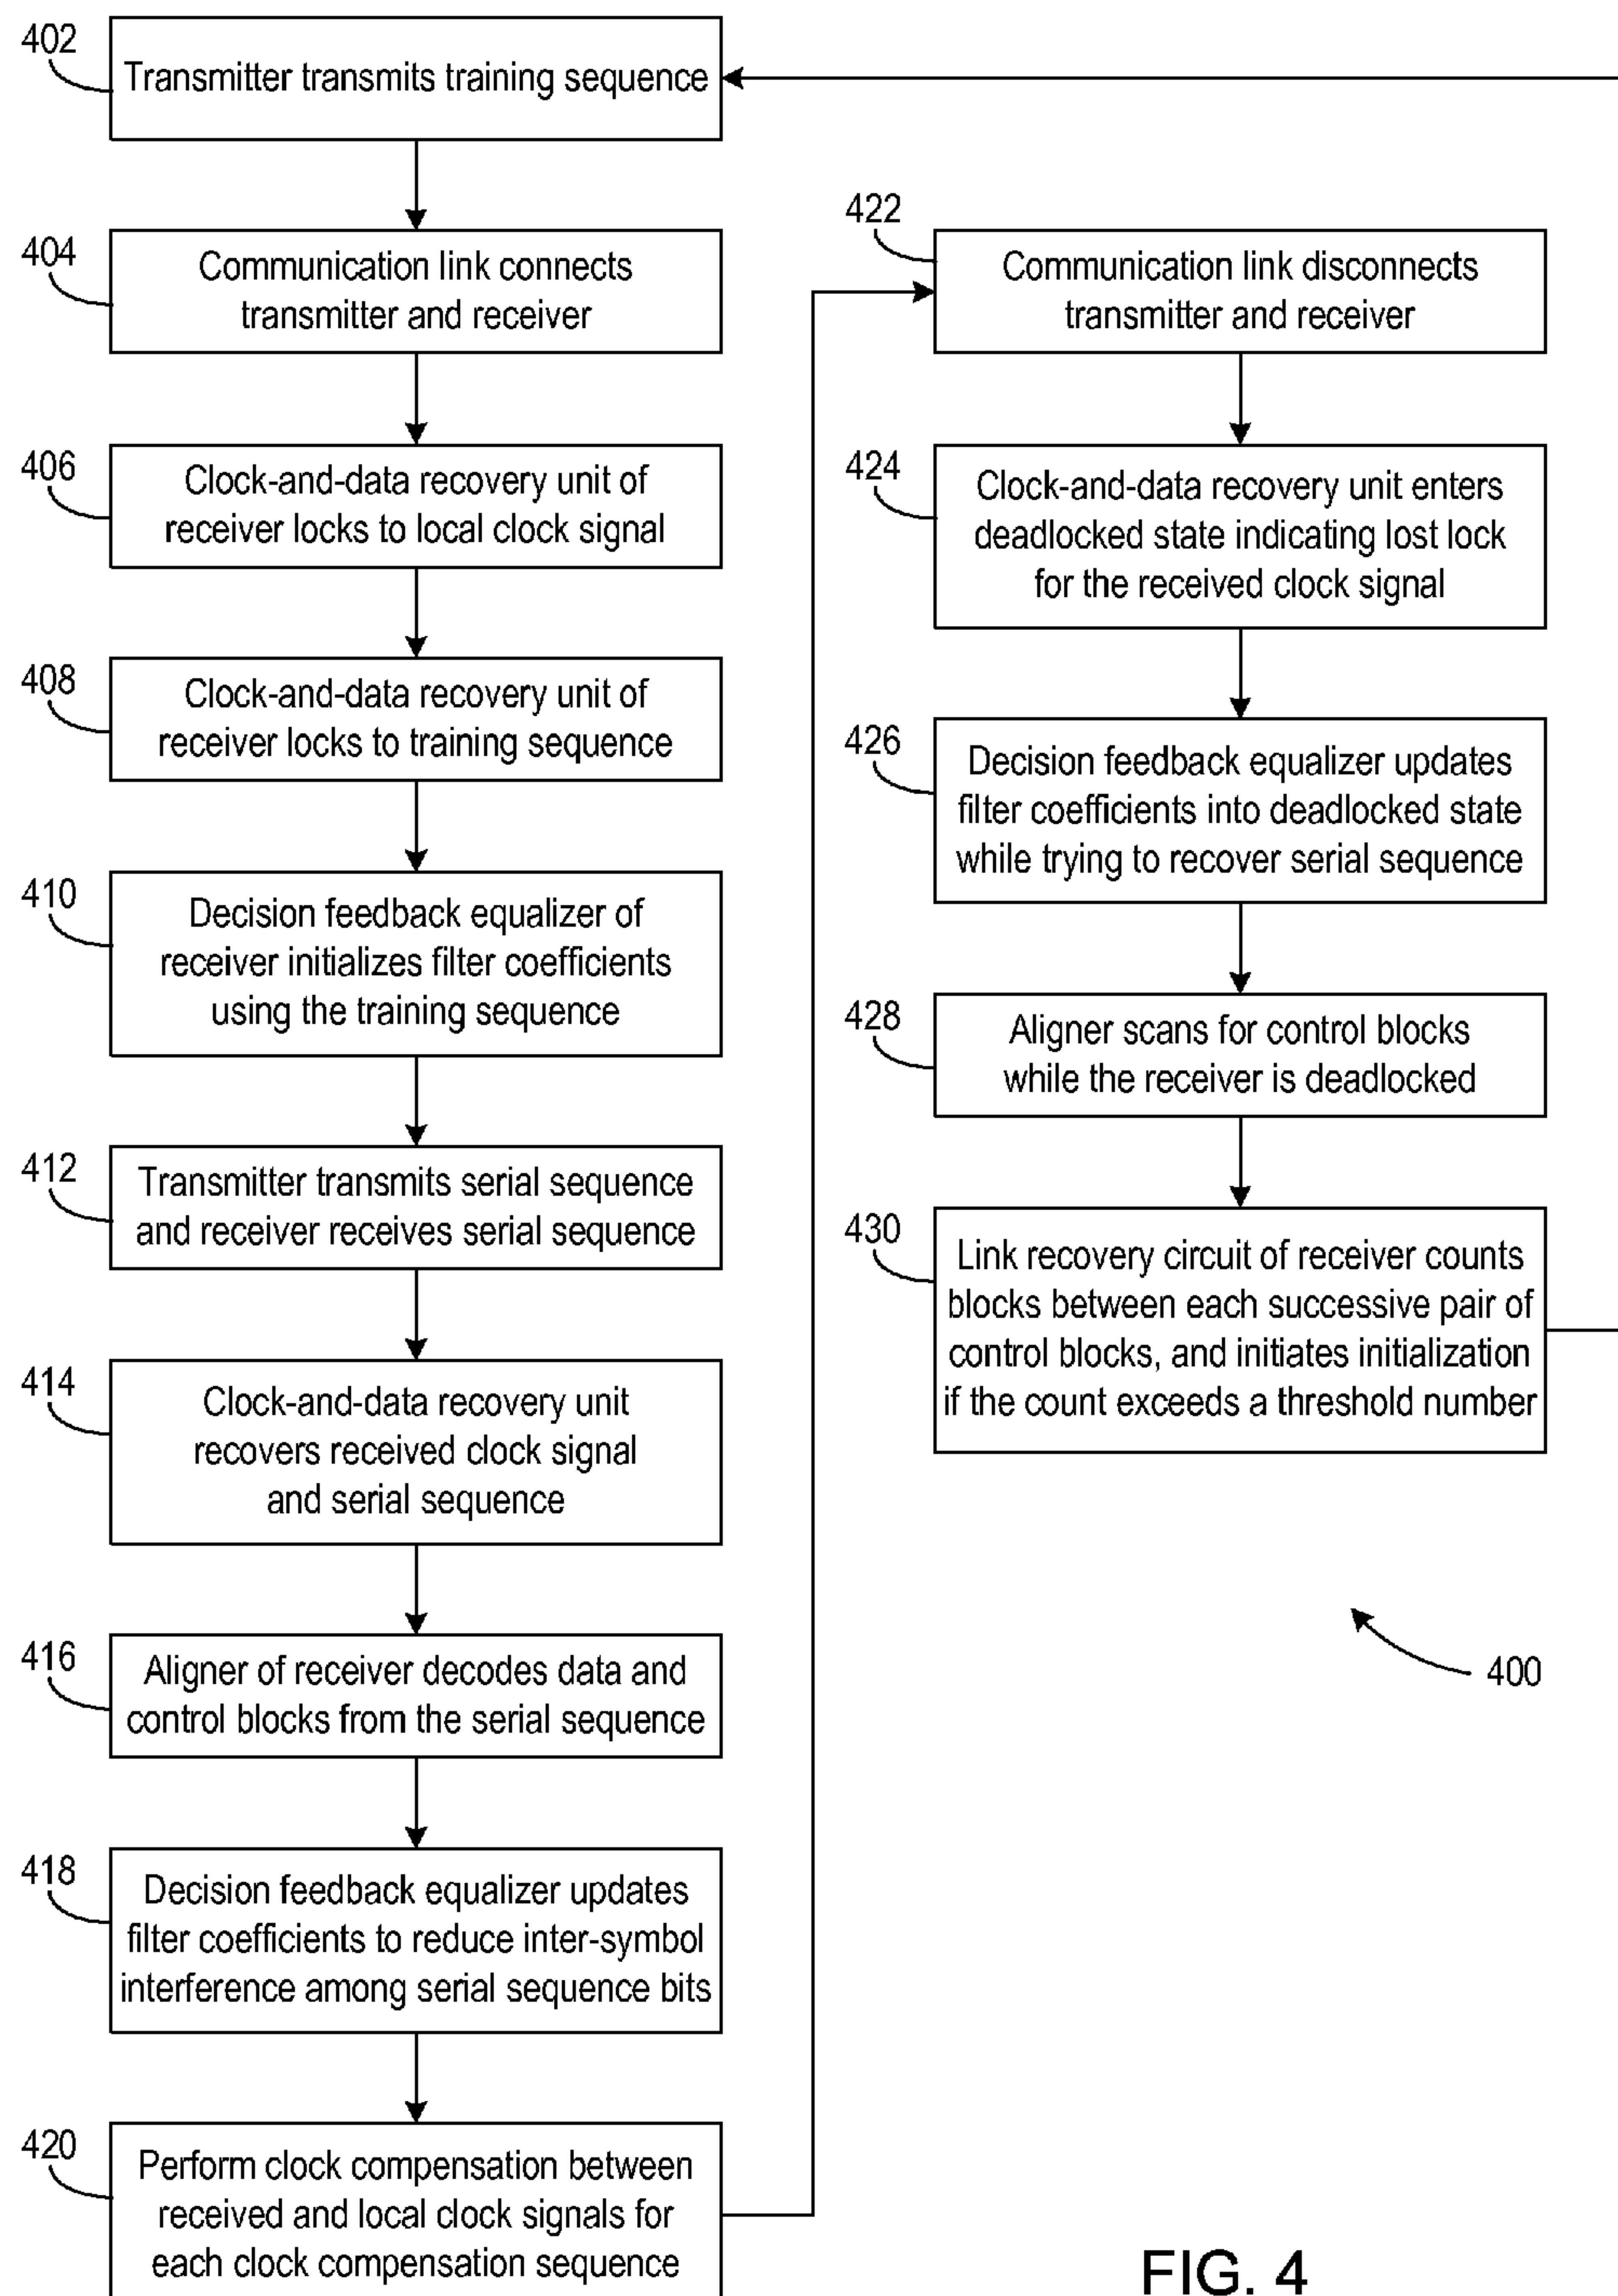 402
Transmitter transmits training sequence
404
Communication link connects
transmitter and receiver
406
Clock-and-data recovery unit of
receiver locks to local clock signal
408
Clock-and-data recovery unit of
receiver locks to training sequence
410
Decision feedback equalizer of
receiver initializes filter coefficients
using the training sequence
412
Transmitter transmits serial sequence
and receiver receives serial sequence
414
Clock-and-data recovery unit
recovers received clock signal
and serial sequence
416
Aligner of receiver decodes data and
control blocks from the serial sequence
418
Decision feedback equalizer updates
filter coefficients to reduce inter-symbol
interference among serial sequence bits
420
Perform clock compensation between
received and local clock signals for
each clock compensation sequence
422
Communication link disconnects
transmitter and receiver
424
Clock-and-data recovery unit enters
deadlocked state indicating lost lock
for the received clock signal
426
Decision feedback equalizer updates
filter coefficients into deadlocked state
while trying to recover serial sequence
428
Aligner scans for control blocks
while the receiver is deadlocked
430
Link recovery circuit of receiver counts
blocks between each successive pair of
control blocks, and initiates initialization
if the count exceeds a threshold number
400
FIG. 4